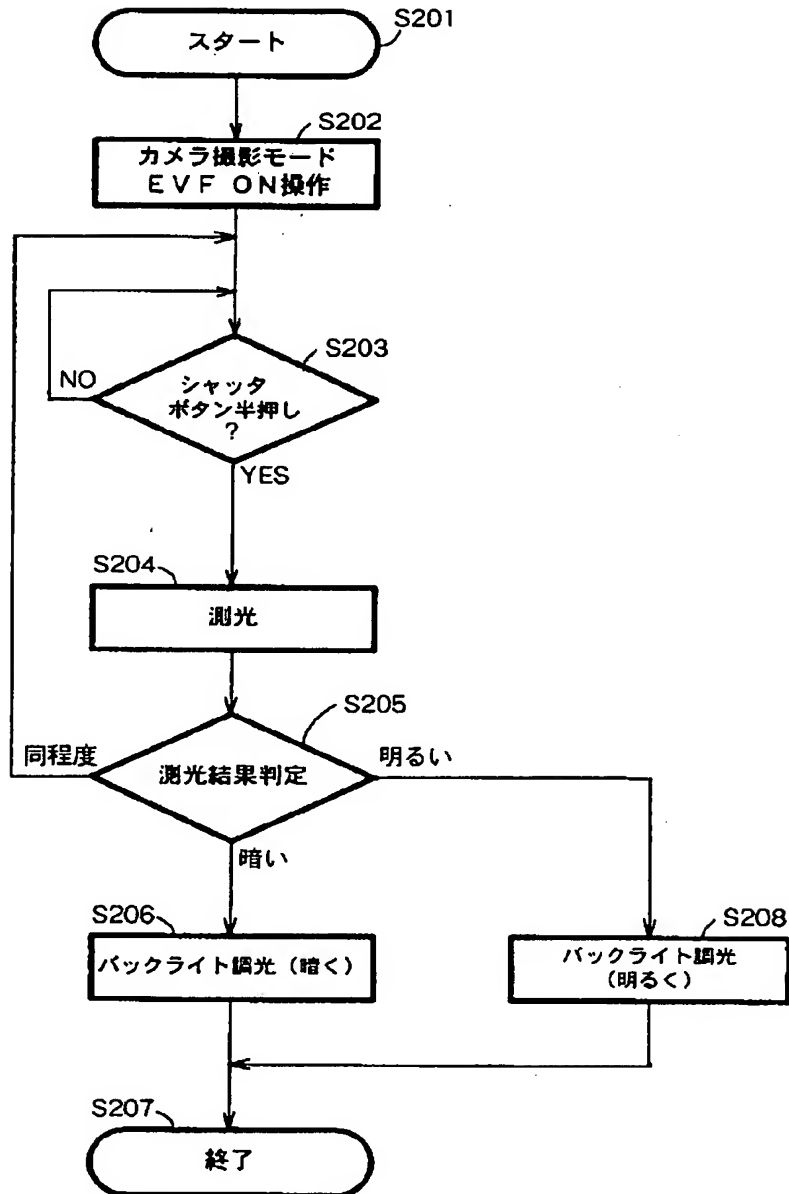 スタート
S201
S202
カメラ撮影モード
EVF ON操作
S203
NO
シャッタ
ボタン半押し
?
YES
S204
測光
S205
同程度
測光結果判定
明るい
暗い
S206
バックライト調光(暗く)
S208
バックライト調光
(明るく)
S207
終了